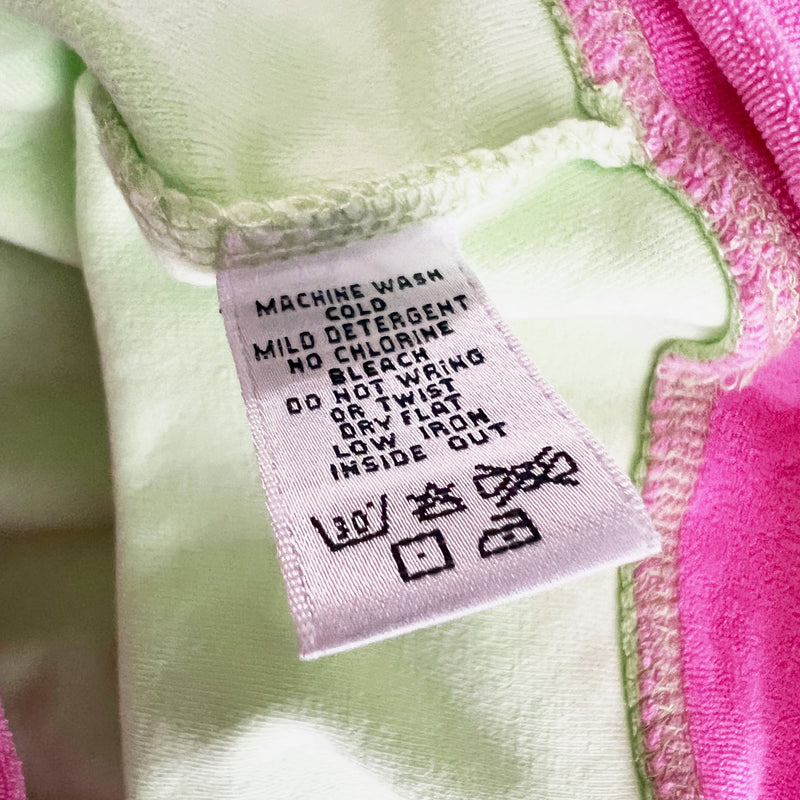 MACHINE WASH
COLD
MILD DETERGENT
NO CHLORINE
BLEACH
DO NOT WRING
OR TWIST
DRY FLAT
LOW IRON
INSIDE OUT
30°